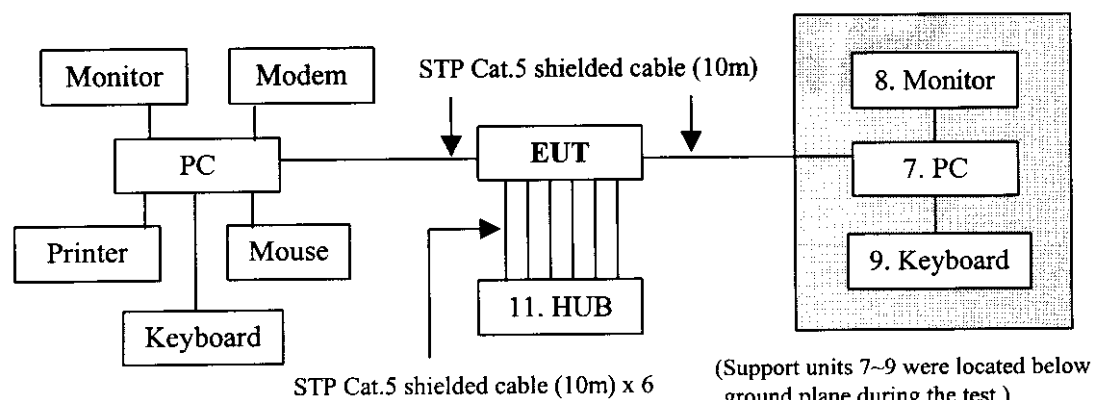 Monitor
Modem
STP Cat.5 shielded cable (10m)
8. Monitor
PC
EUT
7. PC
Printer
Mouse
9. Keyboard
11. HUB
Keyboard
STP Cat.5 shielded cable (10m) x 6
(Support units 7~9 were located below
ground plane during the test.)